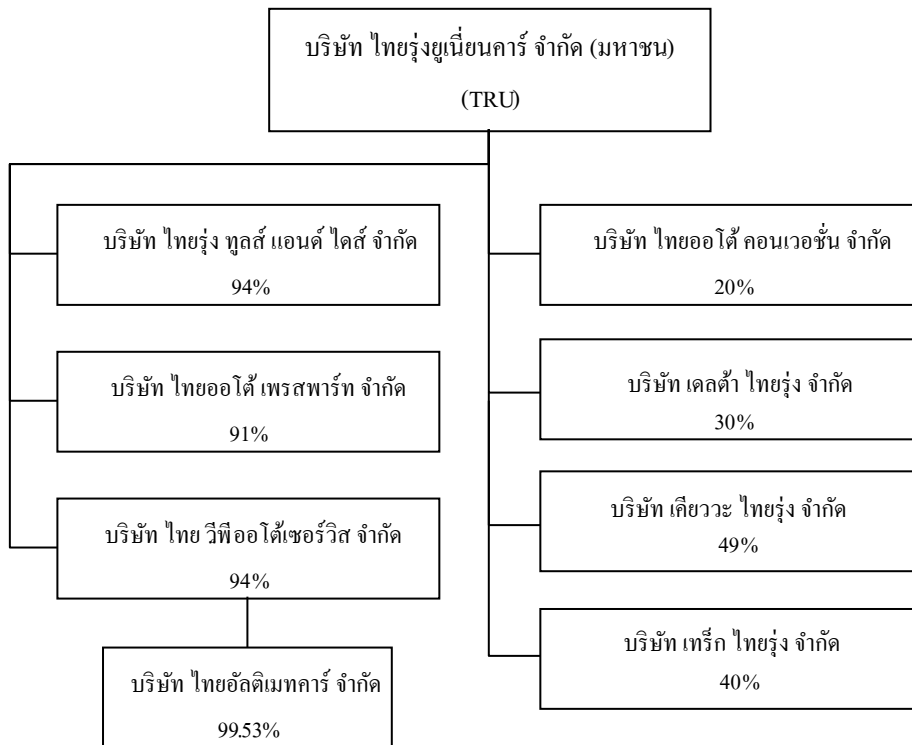 บริษัท ไทยรุ่งยูเนี่ยนคาร์ จำกัด (มหาชน)
(TRU)
บริษัท ไทยรุ่ง ทูลส์ แอนด์ ไดส์ จำกัด
94%
บริษัท ไทยออโต้ เพรสพาร์ท จำกัด
91%
บริษัท ไทย วีพีออโต้เซอร์วิส จำกัด
94%
บริษัท ไทยอัลติเมทคาร์ จำกัด
99.53%
บริษัท ไทยออโต้ คอนเวอชั่น จำกัด
20%
บริษัท เดลต้า ไทยรุ่ง จำกัด
30%
บริษัท เคียววะ ไทยรุ่ง จำกัด
49%
บริษัท เทร็ก ไทยรุ่ง จำกัด
40%